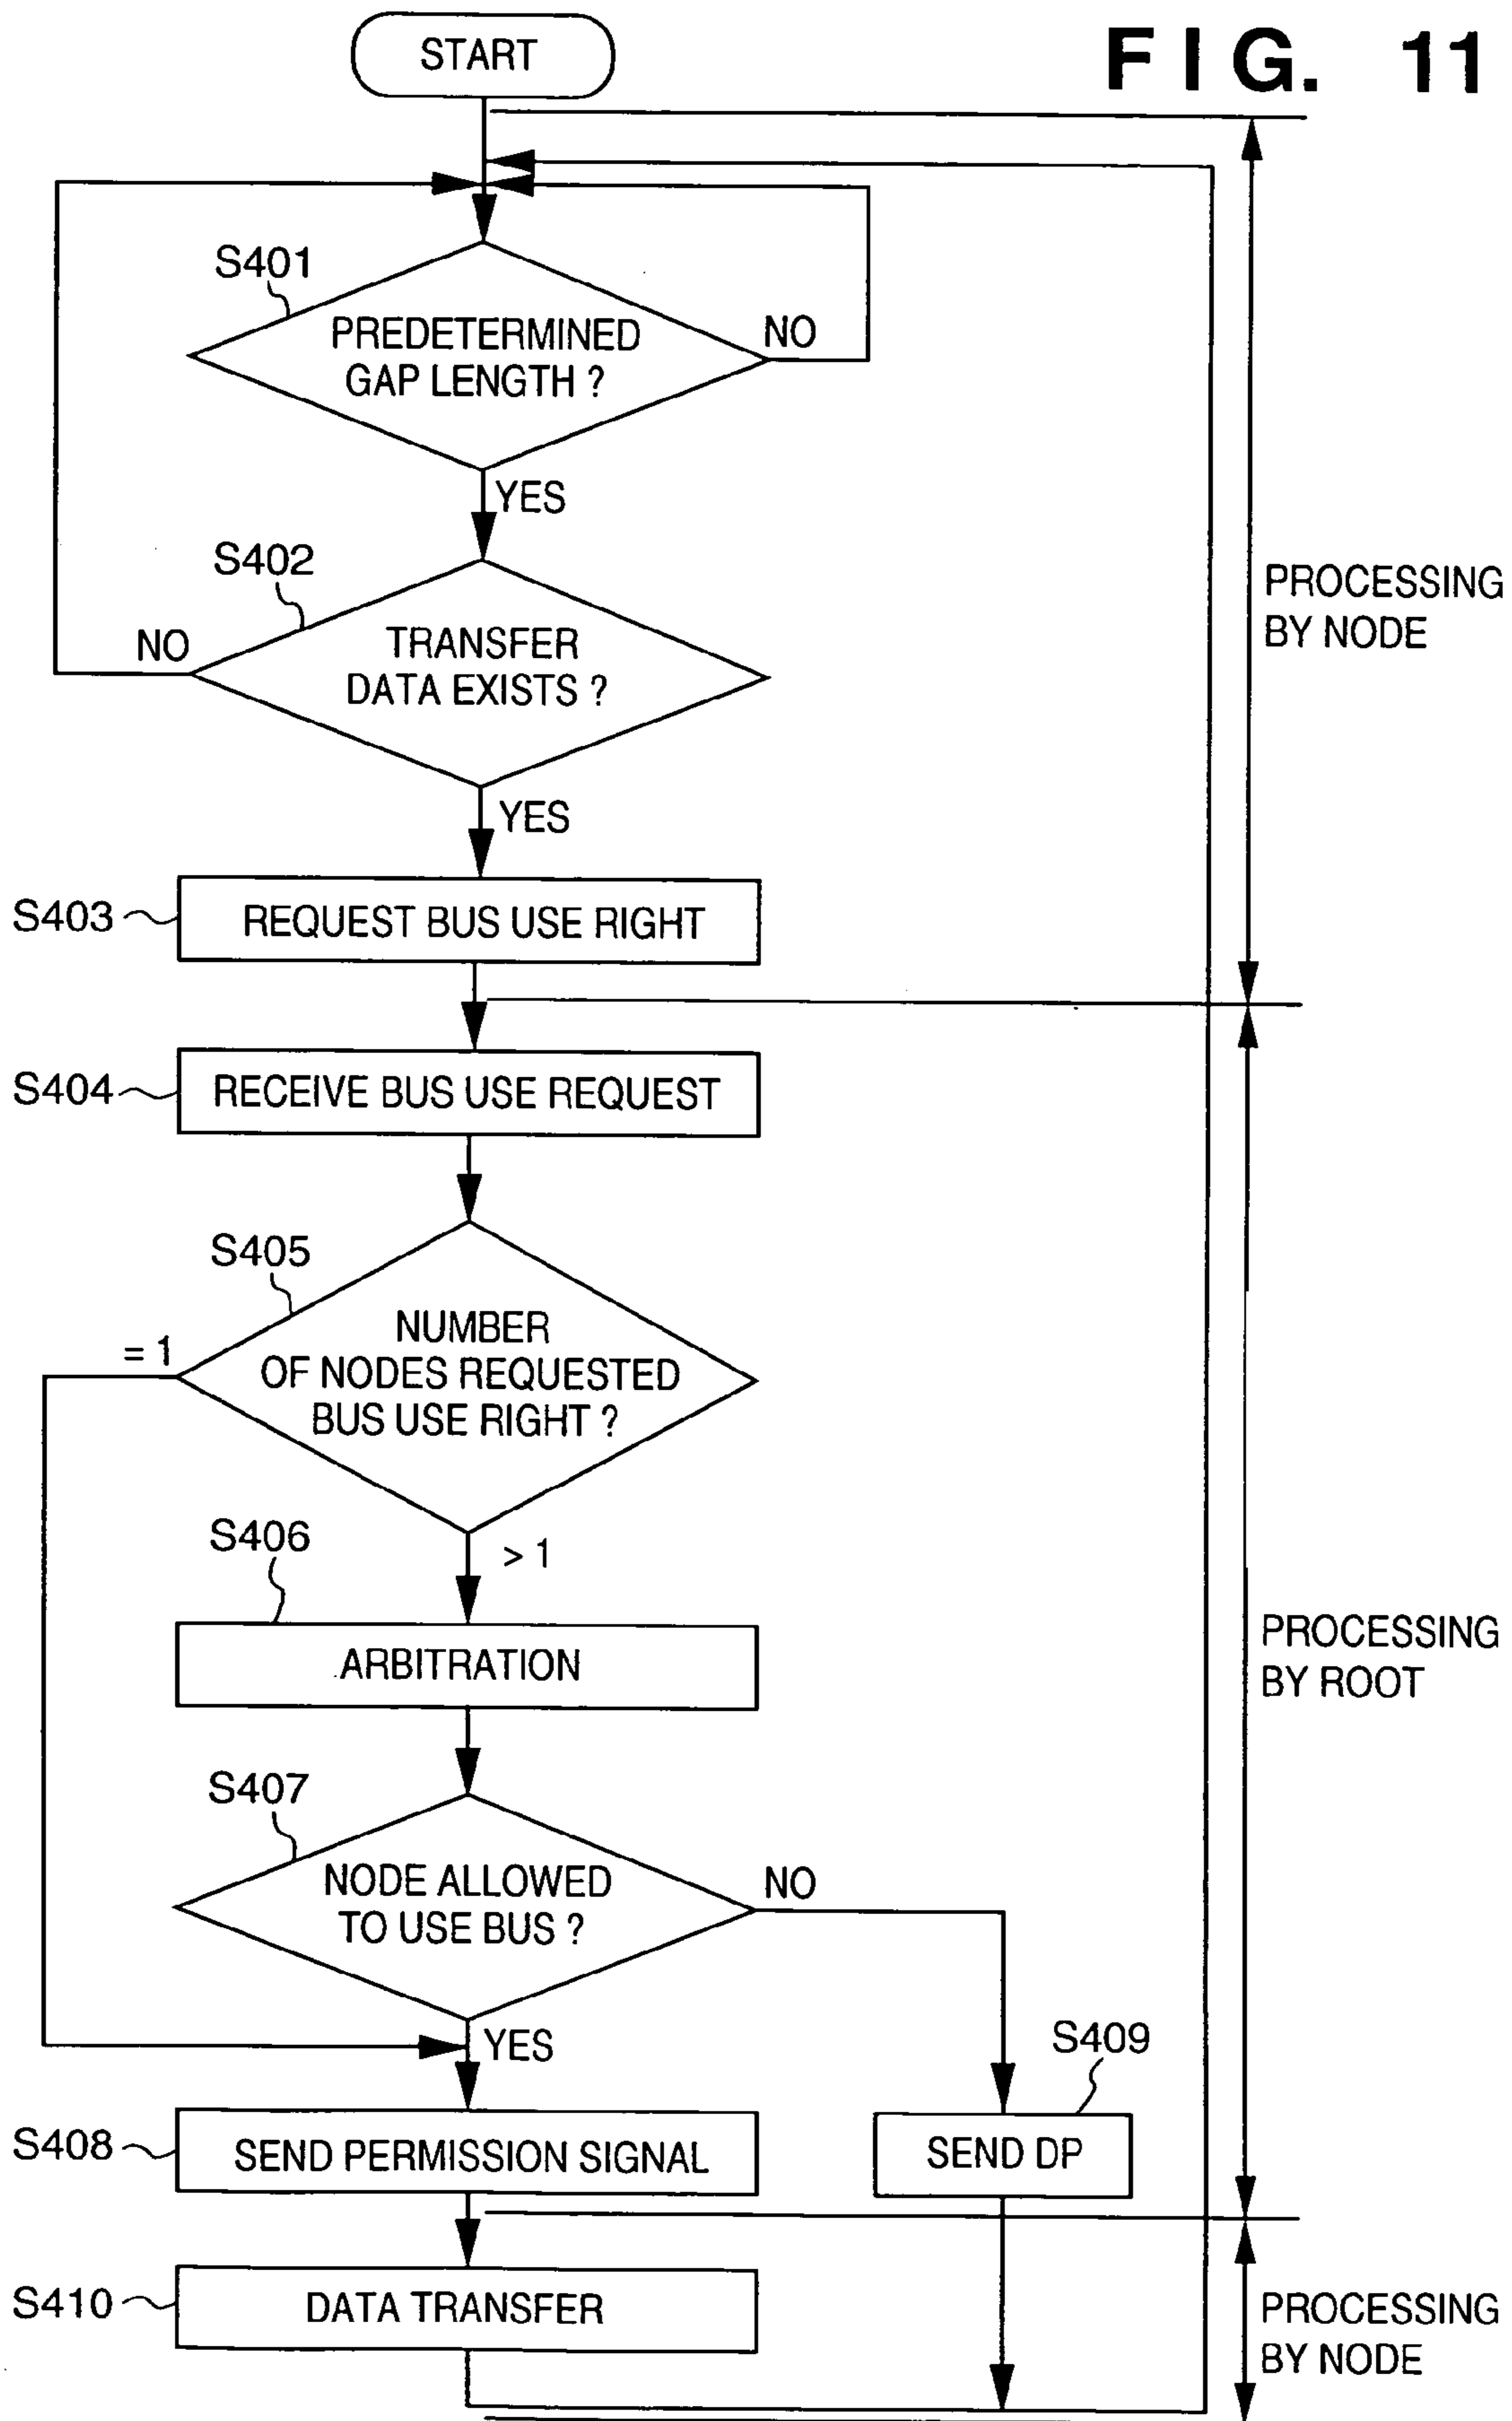 START
FIG. 11
S401
PREDETERMINED
GAP LENGTH ?
NO
YES
S402
NO
TRANSFER
DATA EXISTS ?
PROCESSING
BY NODE
YES
S403
REQUEST BUS USE RIGHT
S404
RECEIVE BUS USE REQUEST
S405
= 1
NUMBER
OF NODES REQUESTED
BUS USE RIGHT ?
S406
> 1
ARBITRATION
PROCESSING
BY ROOT
S407
NODE ALLOWED
TO USE BUS ?
NO
YES
S409
S408
SEND PERMISSION SIGNAL
SEND DP
S410
DATA TRANSFER
PROCESSING
BY NODE